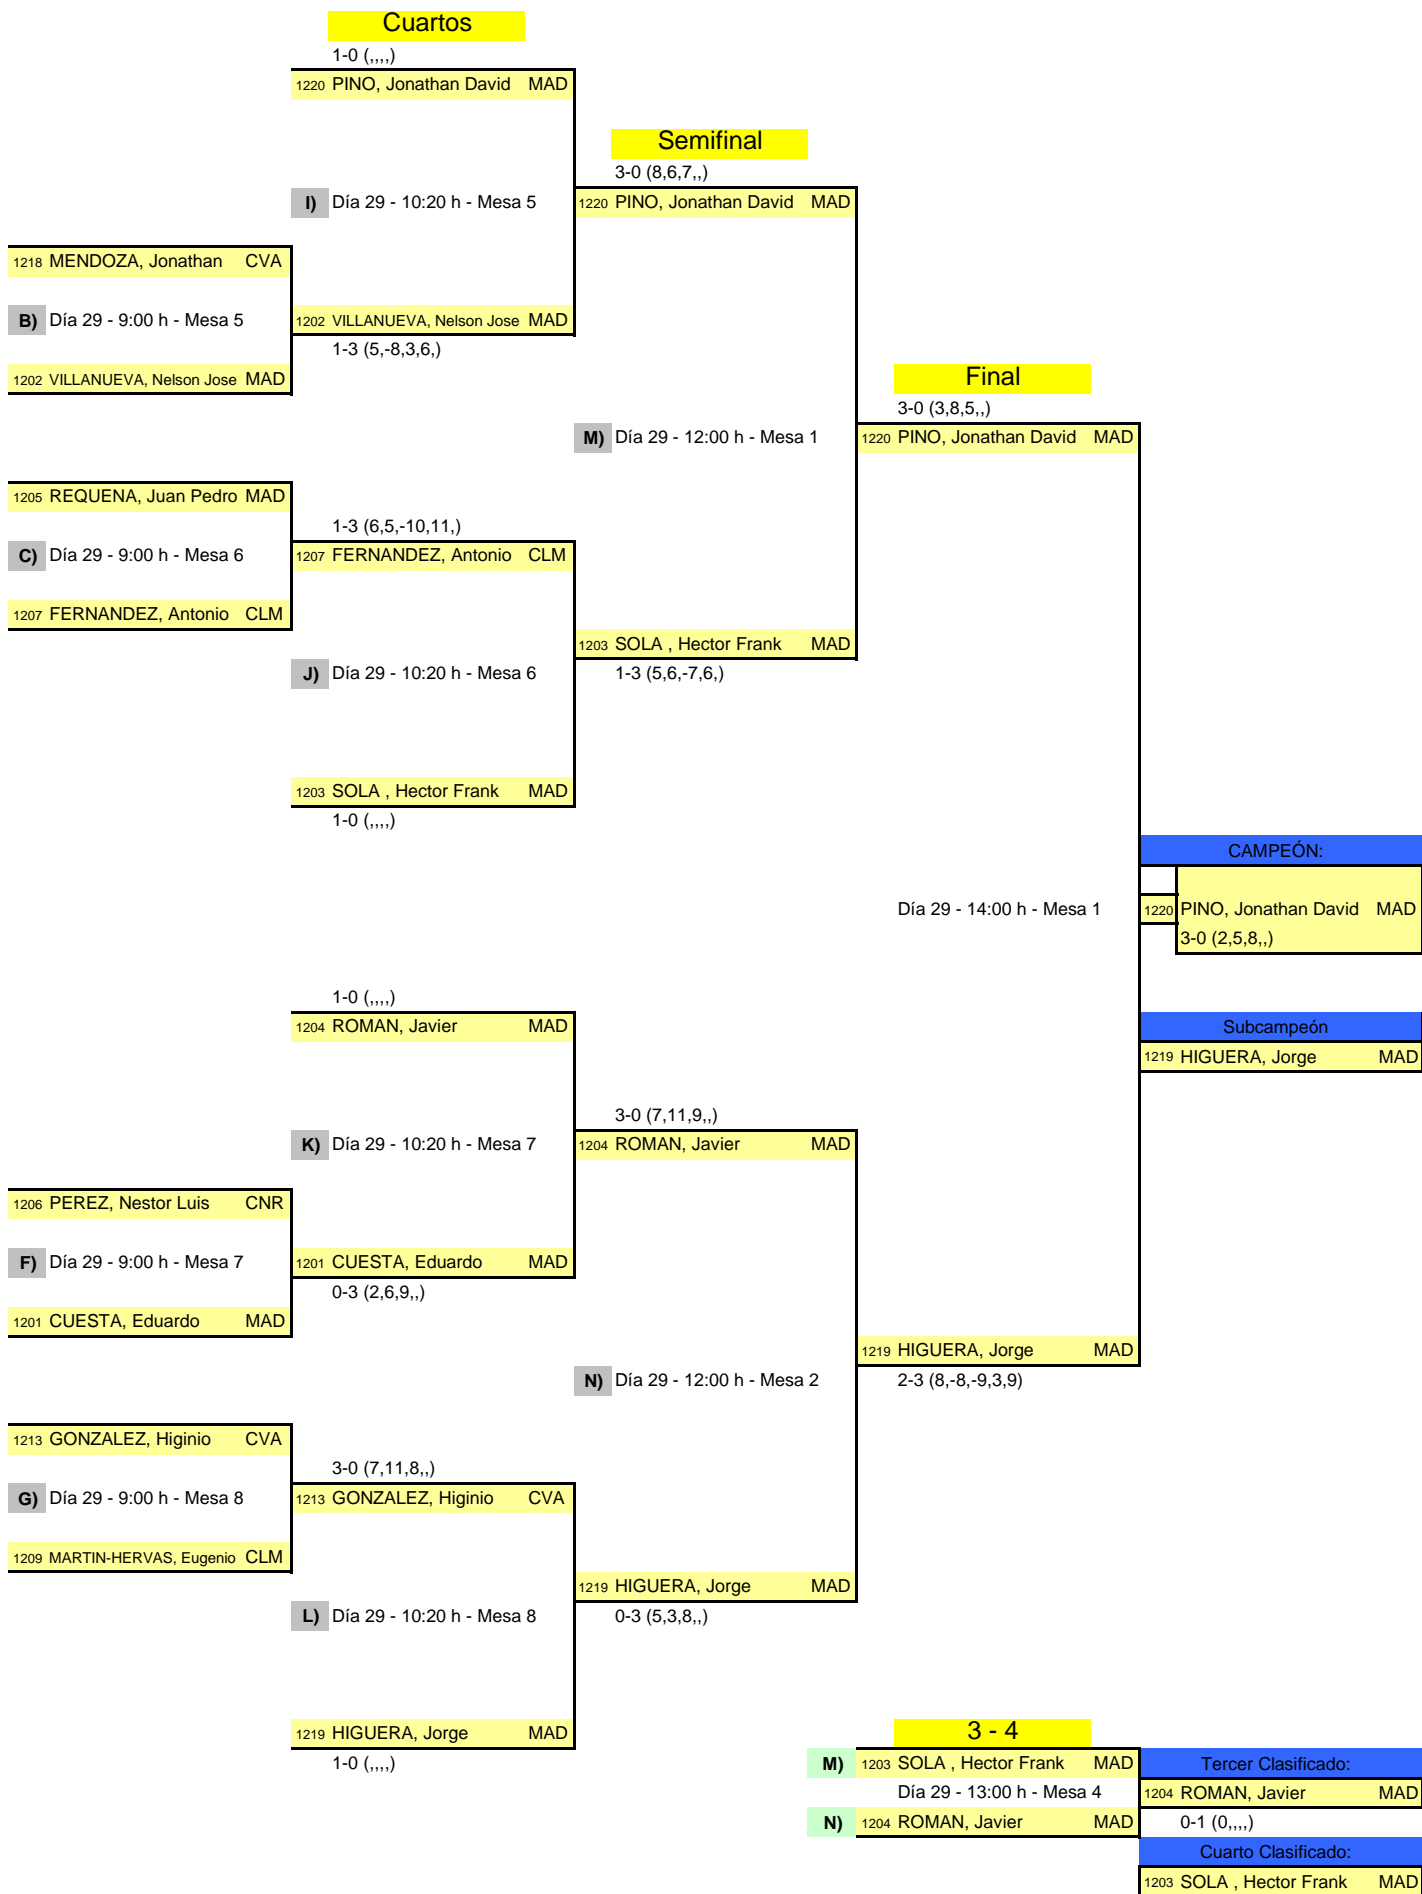 Cuartos
1-0 (,,,,)
1220 PINO, Jonathan David MAD
Semifinal
3-0 (8,6,7,,)
I) Día 29 - 10:20 h - Mesa 5
1220 PINO, Jonathan David MAD
1218 MENDOZA, Jonathan CVA
B) Día 29 - 9:00 h - Mesa 5
1202 VILLANUEVA, Nelson Jose MAD
1-3 (5,-8,3,6,)
1202 VILLANUEVA, Nelson Jose MAD
Final
3-0 (3,8,5,,)
M) Día 29 - 12:00 h - Mesa 1
1220 PINO, Jonathan David MAD
1205 REQUENA, Juan Pedro MAD
1-3 (6,5,-10,11,)
C) Día 29 - 9:00 h - Mesa 6
1207 FERNANDEZ, Antonio CLM
1207 FERNANDEZ, Antonio CLM
1203 SOLA , Hector Frank MAD
J) Día 29 - 10:20 h - Mesa 6
1-3 (5,6,-7,6,)
1203 SOLA , Hector Frank MAD
1-0 (,,,,)
CAMPEÓN:
Día 29 - 14:00 h - Mesa 1
1220 PINO, Jonathan David MAD
3-0 (2,5,8,,)
1-0 (,,,,)
1204 ROMAN, Javier MAD
Subcampeón
1219 HIGUERA, Jorge MAD
3-0 (7,11,9,,)
K) Día 29 - 10:20 h - Mesa 7
1204 ROMAN, Javier MAD
1206 PEREZ, Nestor Luis CNR
F) Día 29 - 9:00 h - Mesa 7
1201 CUESTA, Eduardo MAD
0-3 (2,6,9,,)
1201 CUESTA, Eduardo MAD
1219 HIGUERA, Jorge MAD
N) Día 29 - 12:00 h - Mesa 2
2-3 (8,-8,-9,3,9)
1213 GONZALEZ, Higinio CVA
3-0 (7,11,8,,)
G) Día 29 - 9:00 h - Mesa 8
1213 GONZALEZ, Higinio CVA
1209 MARTIN-HERVAS, Eugenio CLM
1219 HIGUERA, Jorge MAD
L) Día 29 - 10:20 h - Mesa 8
0-3 (5,3,8,,)
1219 HIGUERA, Jorge MAD
1-0 (,,,,)
3 - 4
M) 1203 SOLA , Hector Frank MAD
Tercer Clasificado:
Día 29 - 13:00 h - Mesa 4
1204 ROMAN, Javier MAD
N) 1204 ROMAN, Javier MAD
0-1 (0,,,,)
Cuarto Clasificado:
1203 SOLA , Hector Frank MAD